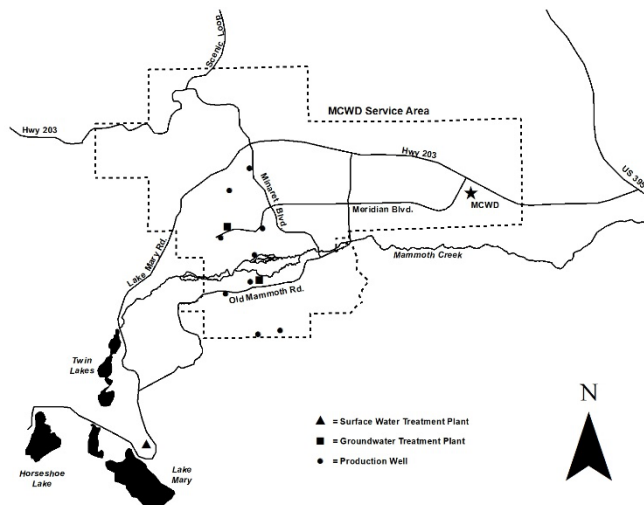 Scenic Loop
MCWD Service Area
Hwy 203
Hwy 203
US 395
Minaret Blvd
MCWD
Meridian Blvd.
Lake Mary Rd.
Mammoth Creek
Old Mammoth Rd.
Twin
Lakes
N
= Surface Water Treatment Plant
= Groundwater Treatment Plant
= Production Well
Horseshoe
Lake
Lake
Mary